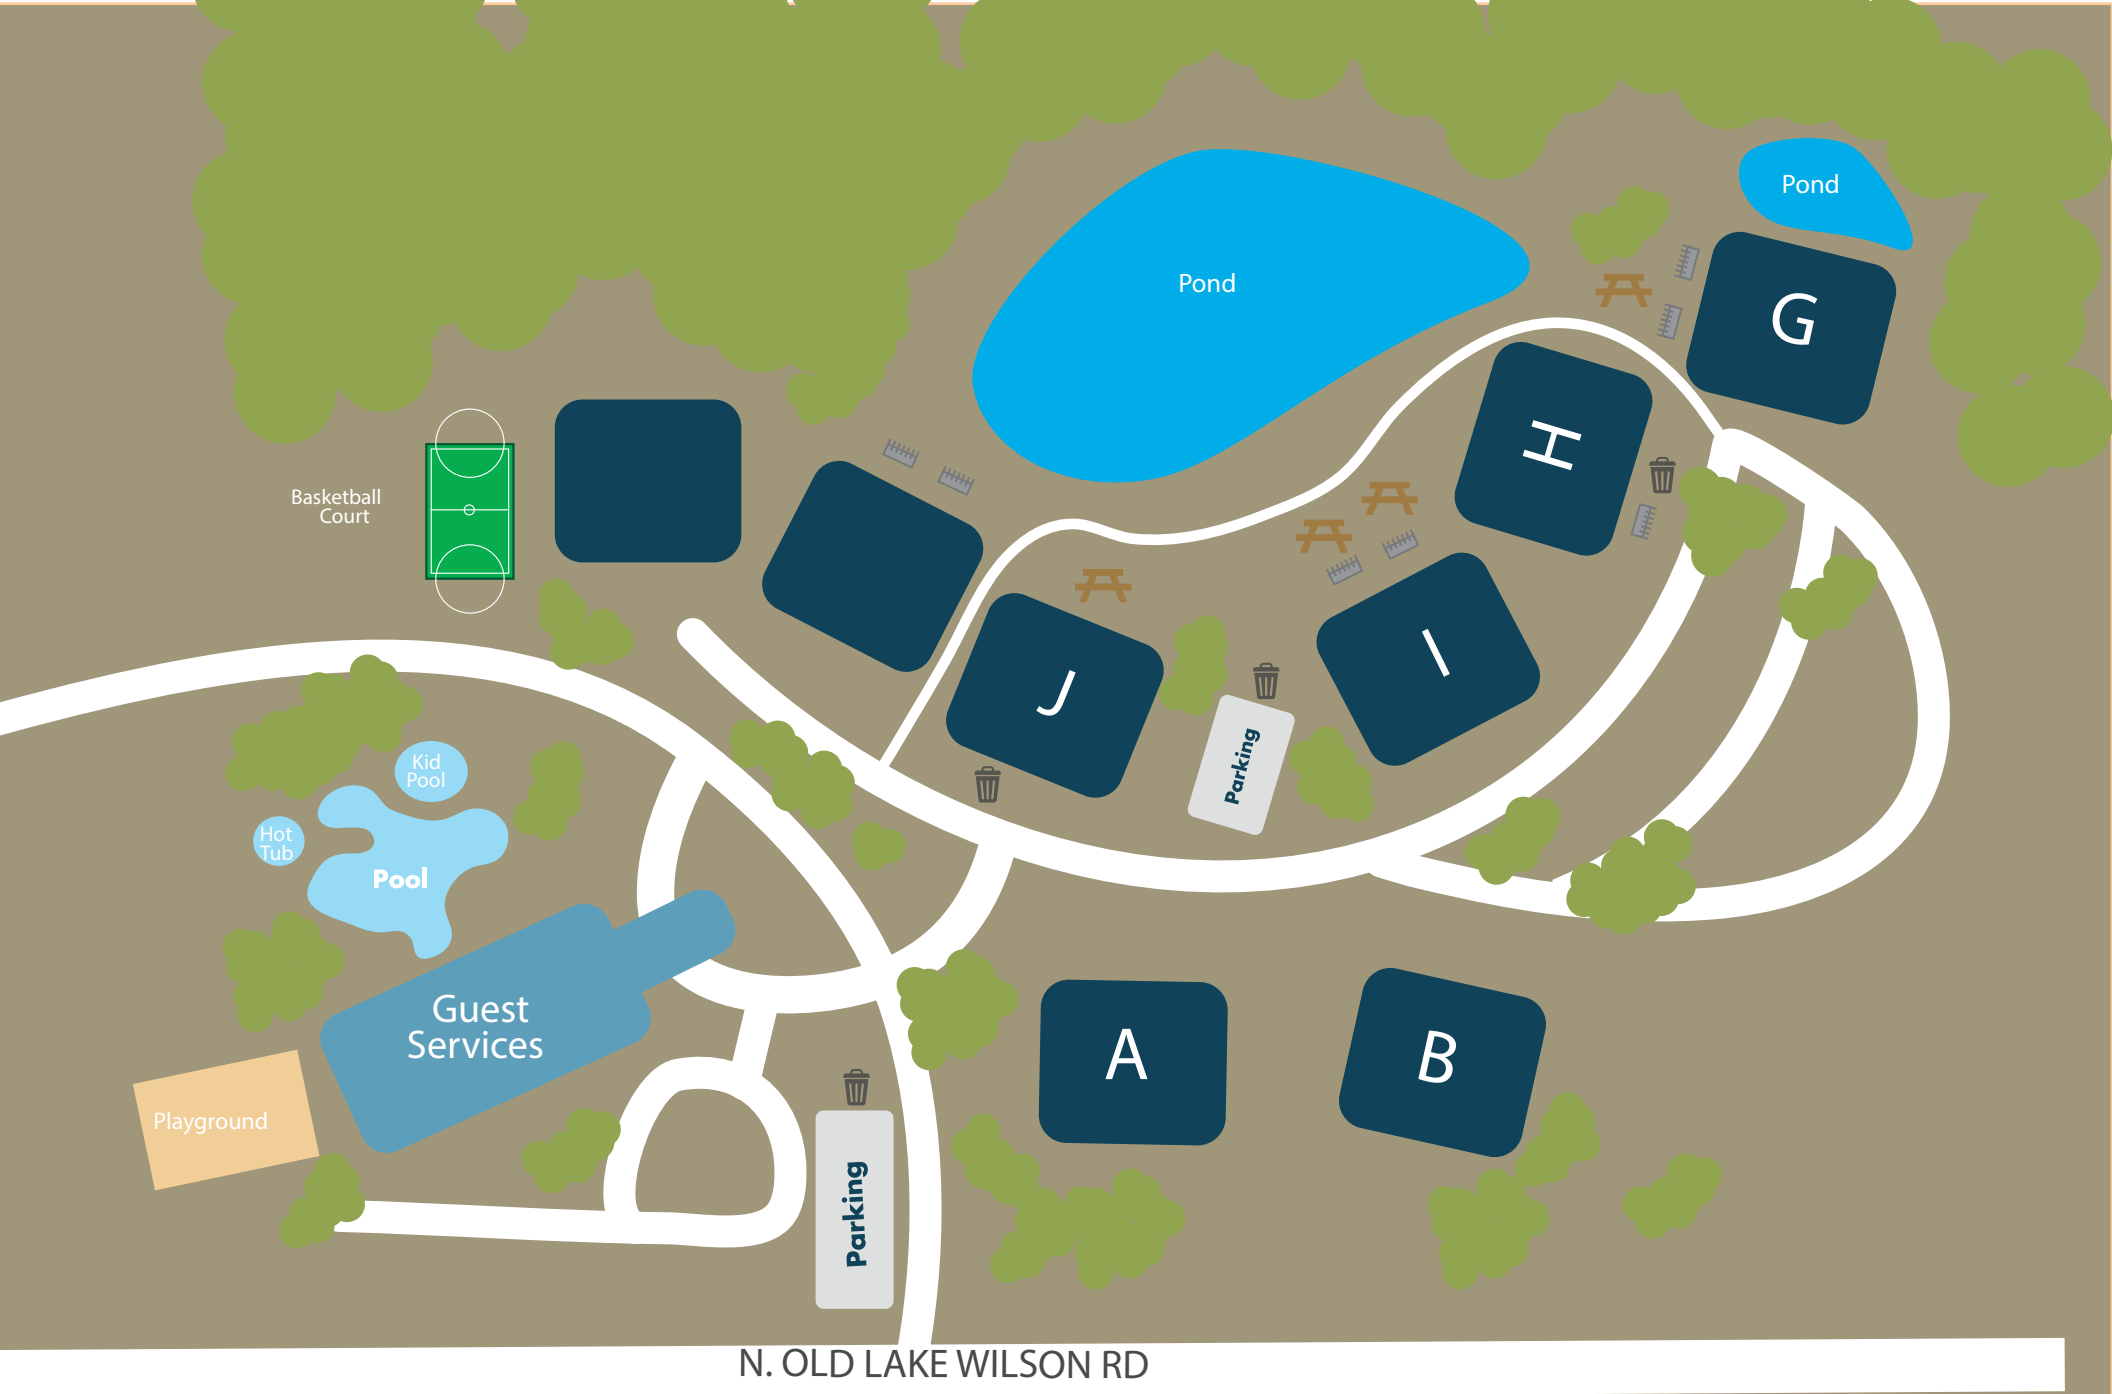 Pond
Pond
G
H
Basketball
Court
I
J
Parking
Kid
Pool
Hot
Tub
Pool
Guest
Services
A
B
Playground
Parking
N. OLD LAKE WILSON RD